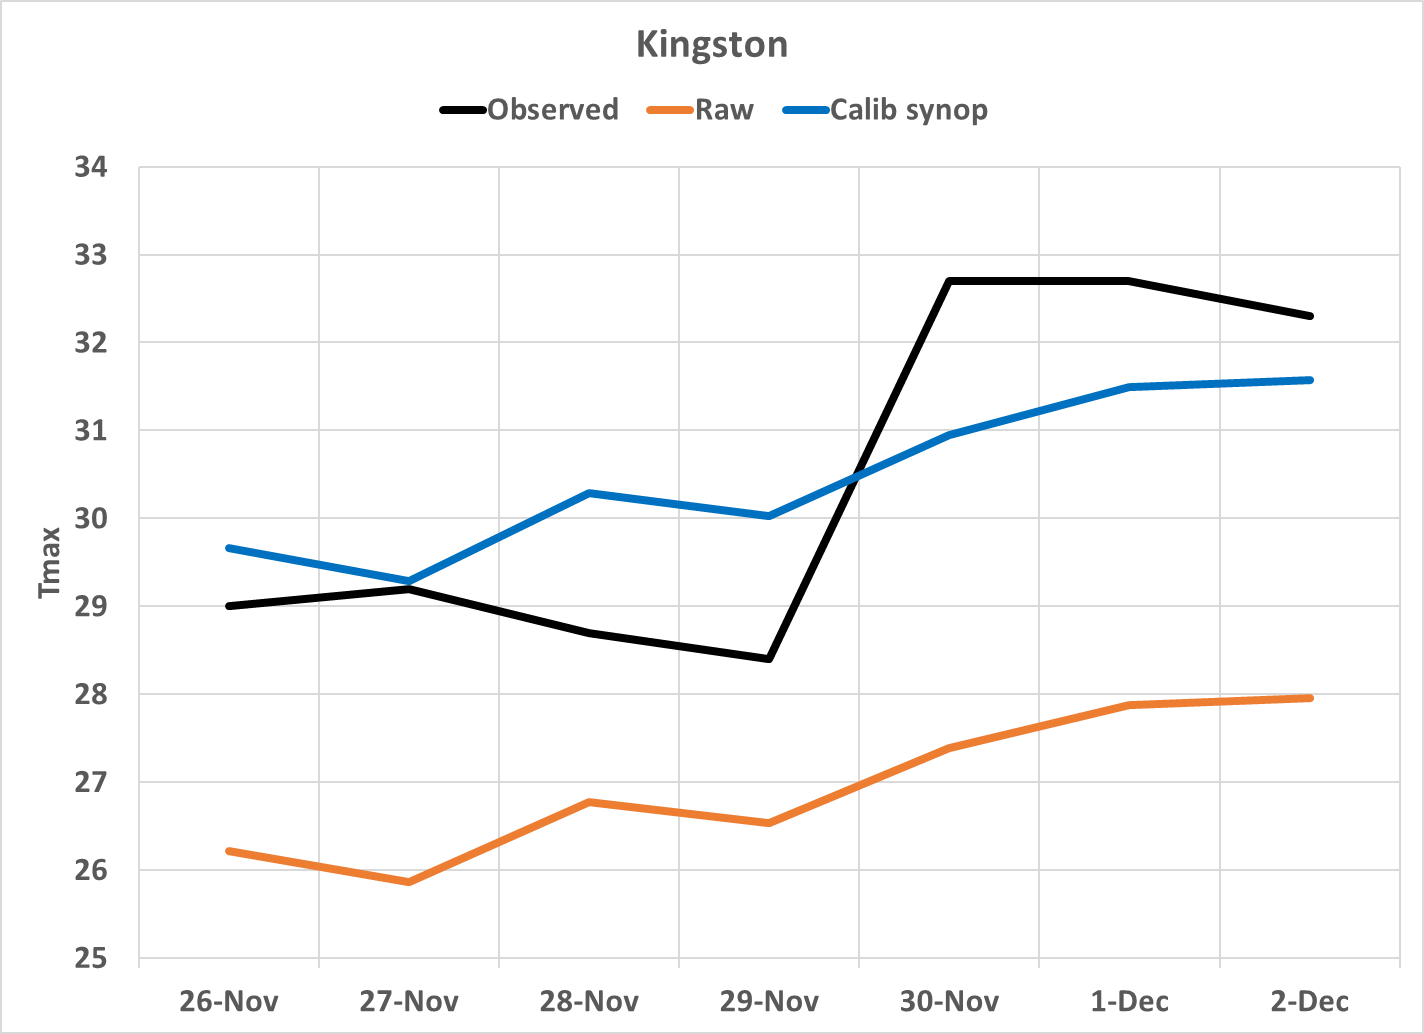 Kingston
Observed Raw Calib synop
34
33
32
31
30
29
28
27
26
25
Tmax
26-Nov 27-Nov 28-Nov 29-Nov 30-Nov 1-Dec 2-Dec